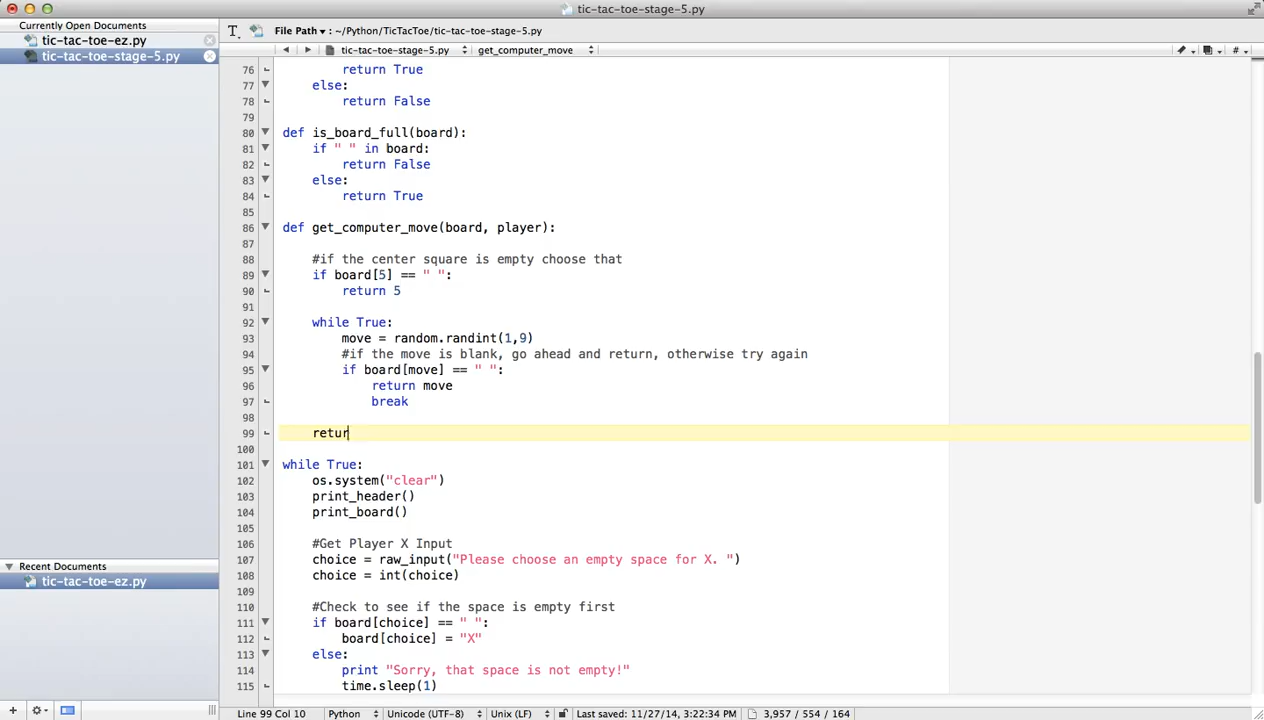 tic-tac-toe-stage-5.py
Currently Open Documents
tic-tac-toe-ez.py
tic-tac-toe-stage-5.py
File Path ▾ : ~/Python/TicTacToe/tic-tac-toe-stage-5.py
tic-tac-toe-stage-5.py get_computer_move
76 return True
77 else:
78 return False
79
80 def is_board_full(board):
81 if " " in board:
82 return False
83 else:
84 return True
85
86 def get_computer_move(board, player):
87
88 #if the center square is empty choose that
89 if board[5] == " ":
90 return 5
91
92 while True:
93 move = random.randint(1,9)
94 #if the move is blank, go ahead and return, otherwise try again
95 if board[move] == " ":
96 return move
97 break
98
99 retur
100
101 while True:
102 os.system("clear")
103 print_header()
104 print_board()
105
106 #Get Player X Input
107 choice = raw_input("Please choose an empty space for X. ")
108 choice = int(choice)
109
110 #Check to see if the space is empty first
111 if board[choice] == " ":
112 board[choice] = "X"
113 else:
114 print "Sorry, that space is not empty!"
115 time.sleep(1)
Recent Documents
tic-tac-toe-ez.py
Line 99 Col 10 Python Unicode (UTF-8) Unix (LF) Last saved: 11/27/14, 3:22:34 PM 3,957 / 554 / 164